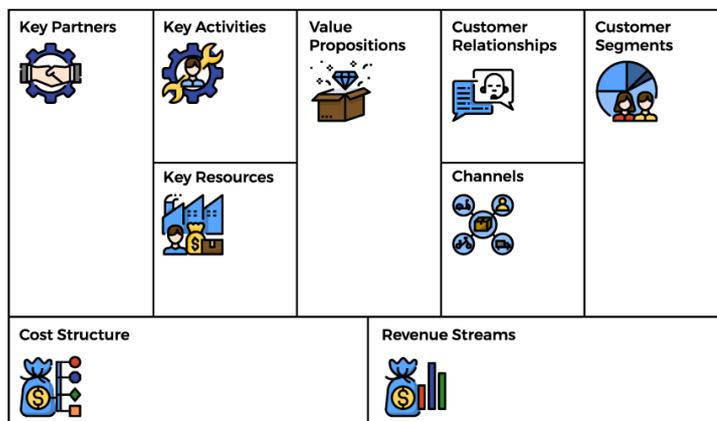 Key Partners
Key Activities
Value
Propositions
Customer
Relationships
Customer
Segments
Key Resources
Channels
Cost Structure
Revenue Streams
$
$
$